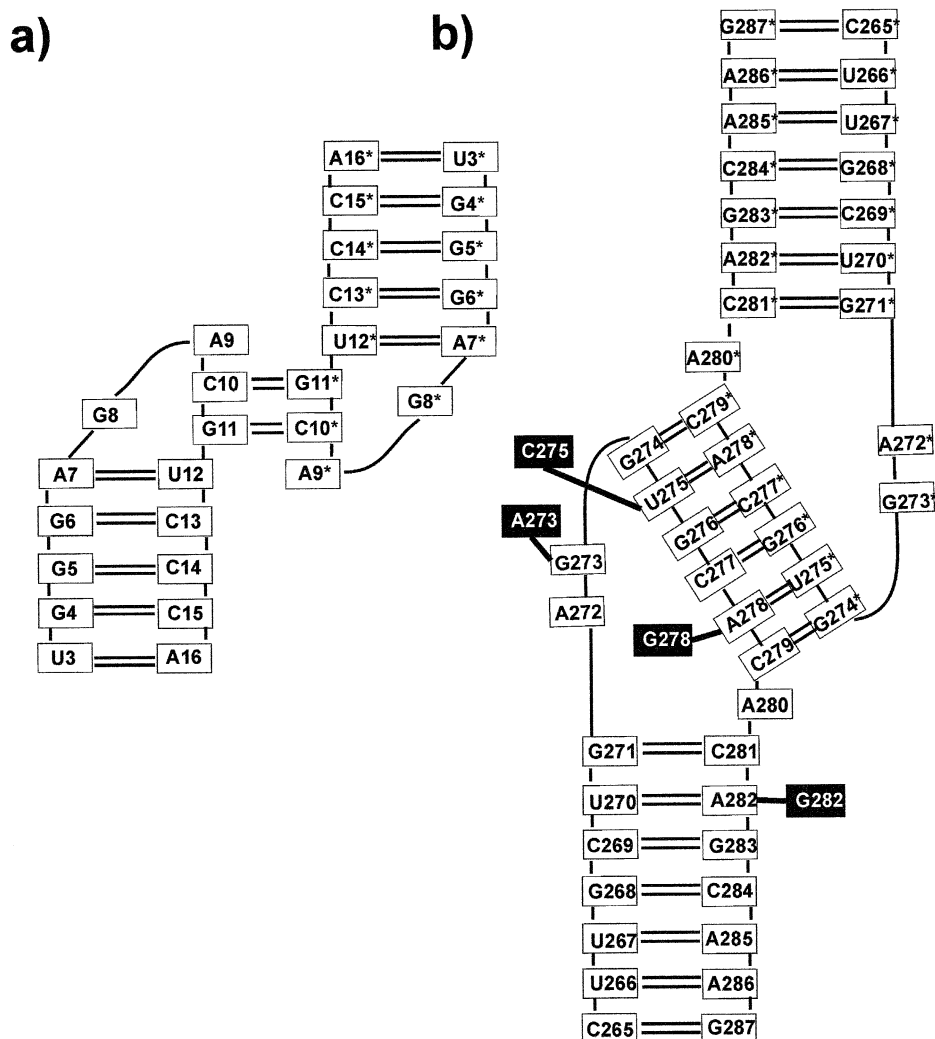 a)
A16* U3*
C15* G4*
C14* G5*
C13* G6*
U12* A7*
A9
C10 G11*
G8*
G8
G11 C10*
A7 U12
A9*
G6 C13
G5 C14
G4 C15
U3 A16
b)
G287* C265*
A286* U266*
A285* U267*
C284* G268*
G283* C269*
A282* U270*
C281* G271*
A280*
G274 C279*
C275
U275 A278*
A272*
G276 C277*
G273*
A273
G273
C277 G276*
A272
A278 U275*
G278
C279 G274*
A280
G271 C281
U270 A282 G282
C269 G283
G268 C284
U267 A285
U266 A286
C265 G287